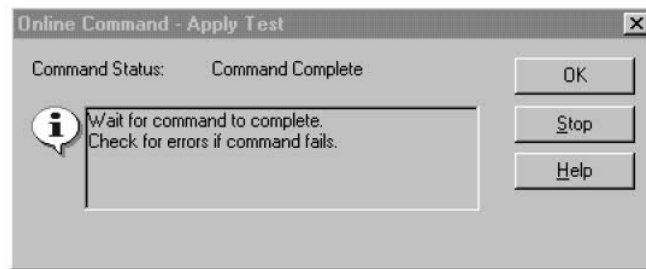 Online Command - Apply Test
Command Status: Command Complete
OK
Wait for command to complete.
Check for errors if command fails.
Stop
Help